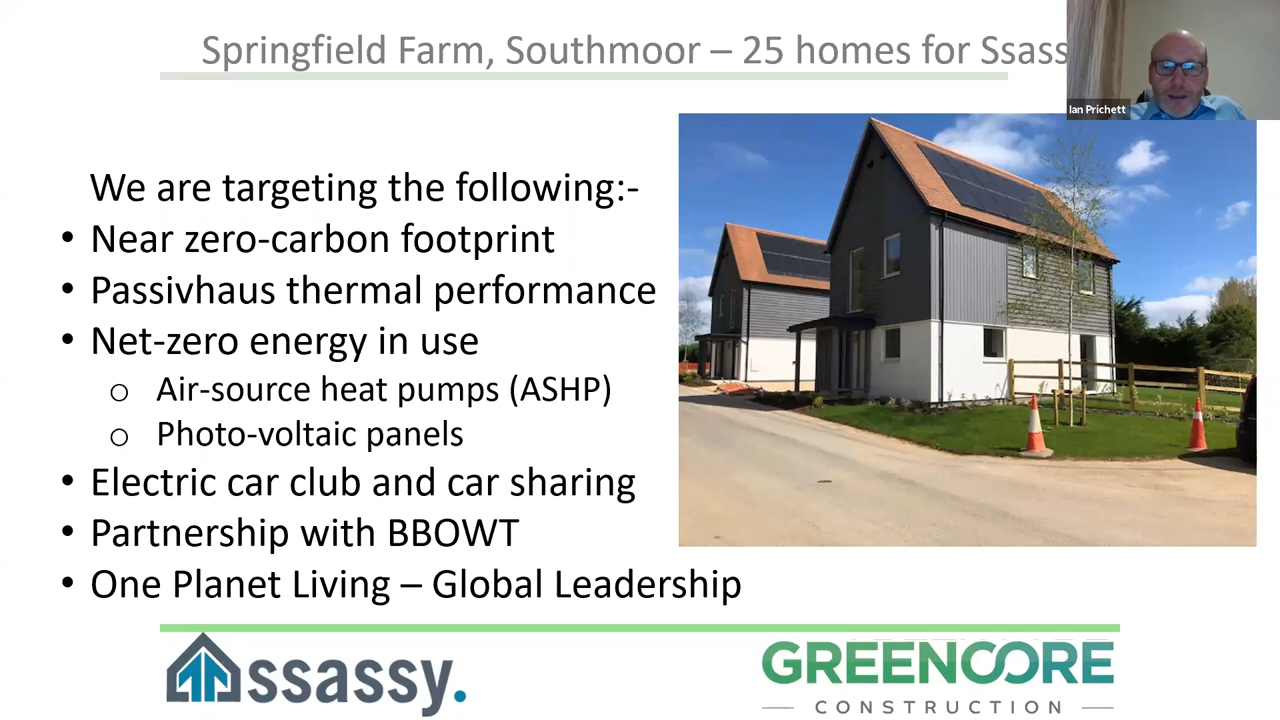 Springfield Farm, Southmoor – 25 homes for Ssass
Ian Prichett
We are targeting the following:-
• Near zero-carbon footprint
• Passivhaus thermal performance
• Net-zero energy in use
o Air-source heat pumps (ASHP)
o Photo-voltaic panels
• Electric car club and car sharing
• Partnership with BBOWT
• One Planet Living – Global Leadership
ssassy.
GREENCORE
CONSTRUCTION